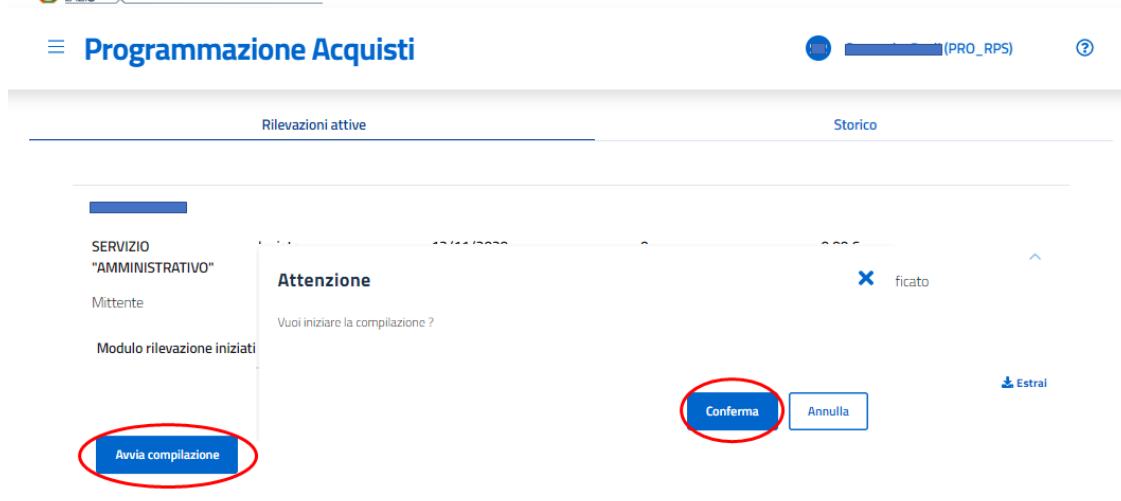 Programmazione Acquisti
(PRO_RPS)
Rilevazioni attive
Storico
SERVIZIO
"AMMINISTRATIVO"
Mittente
Modulo rilevazione iniziati
Attenzione
ficato
Vuoi iniziare la compilazione ?
Estrai
Conferma
Annulla
Avvia compilazione